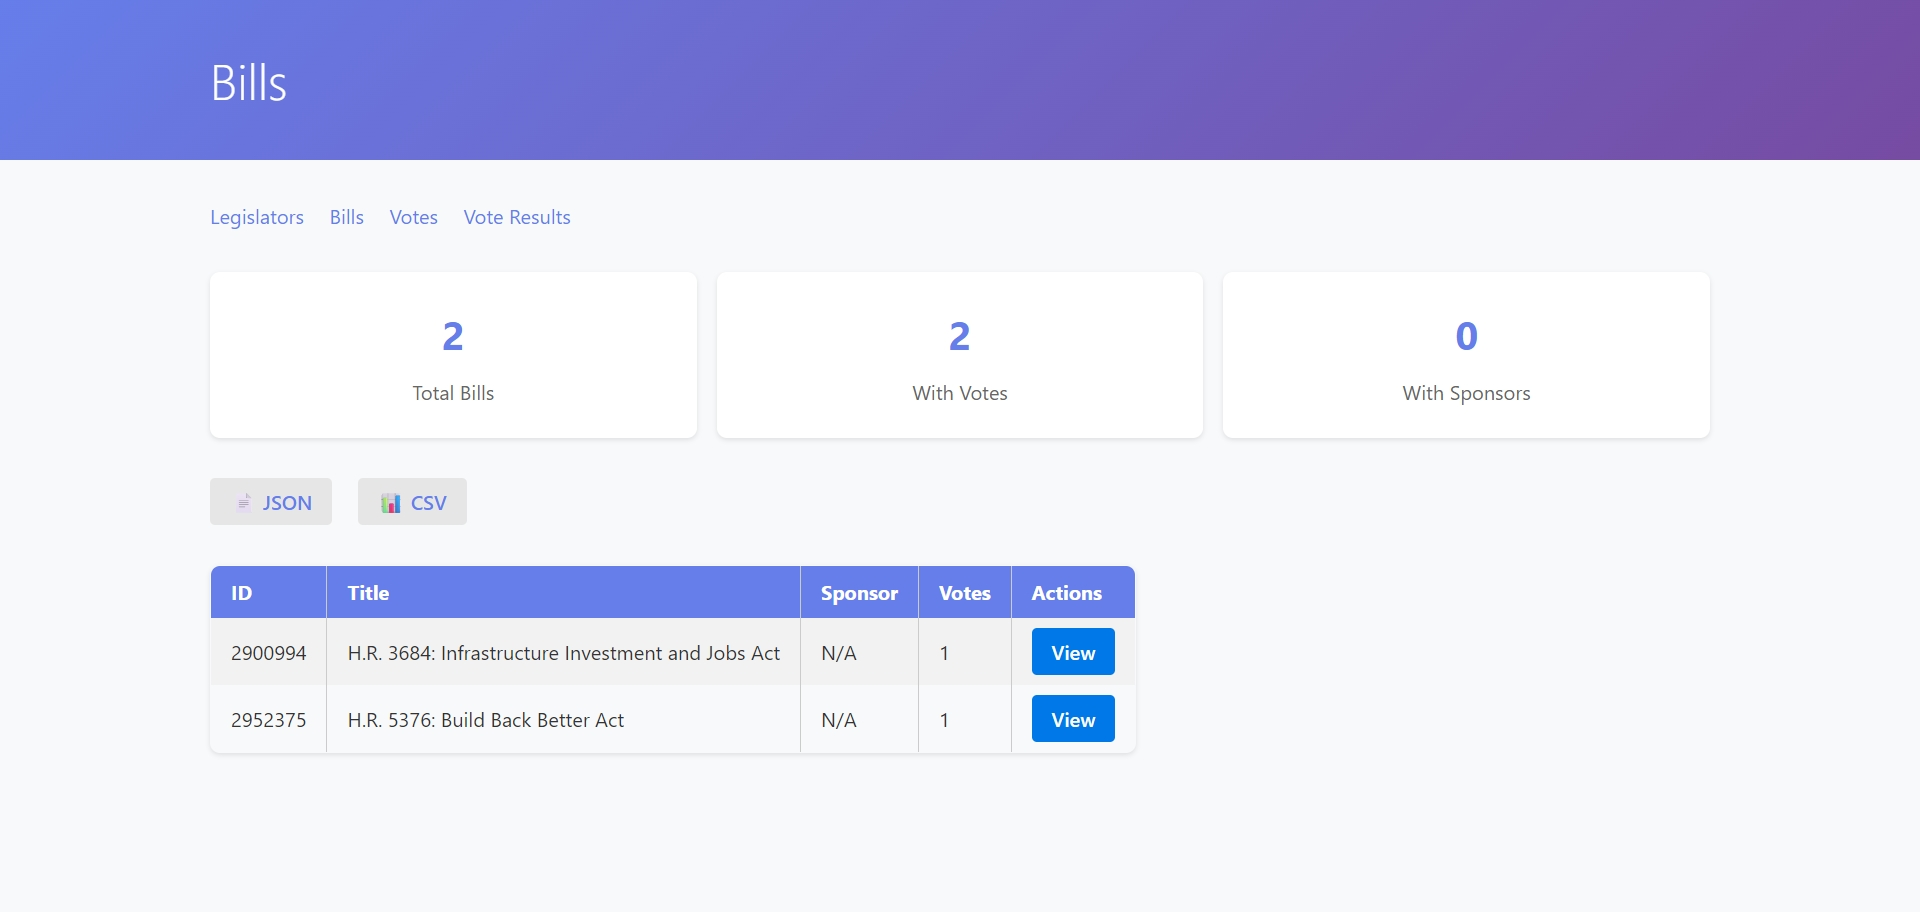 Bills
Legislators Bills Votes Vote Results
2 2 0
Total Bills With Votes With Sponsors
JSON CSV
ID Title Sponsor Votes Actions
2900994 H.R. 3684: Infrastructure Investment and Jobs Act N/A 1 View
2952375 H.R. 5376: Build Back Better Act N/A 1 View